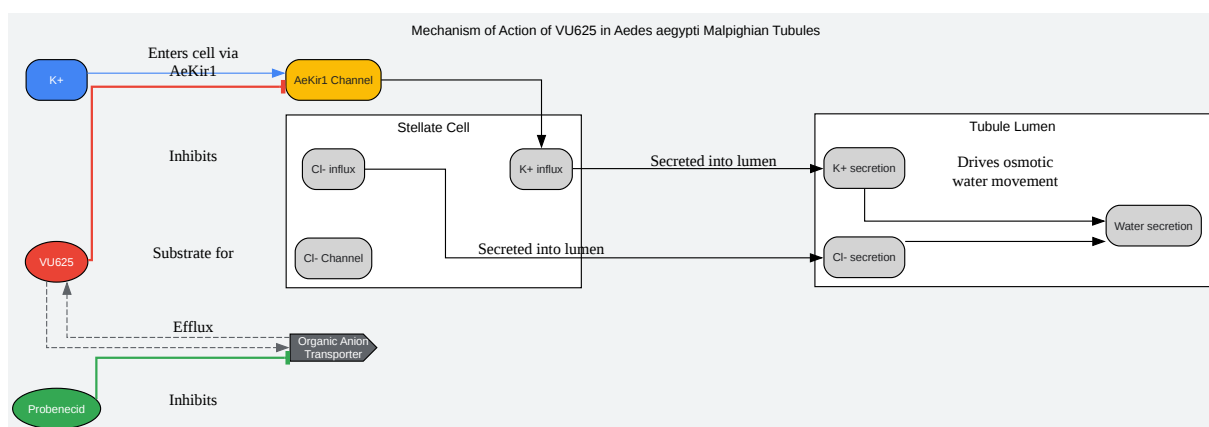 Mechanism of Action of VU625 in Aedes aegypti Malpighian Tubules
Enters cell via
AeKir1
K+
AeKir1 Channel
Stellate Cell
Tubule Lumen
Inhibits
Cl- influx
K+ influx
Secreted into lumen
K+ secretion
Drives osmotic
water movement
Water secretion
Substrate for
VU625
Cl- Channel
Secreted into lumen
Cl- secretion
Efflux
Organic Anion
Transporter
Inhibits
Probenecid